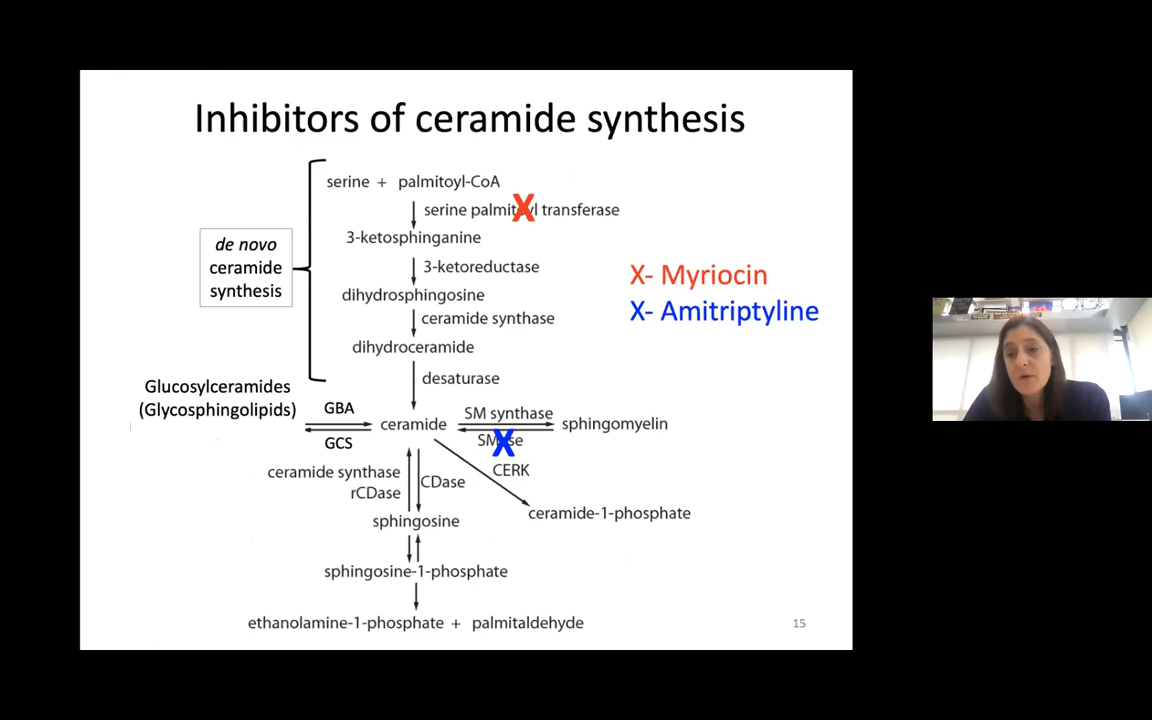 Inhibitors of ceramide synthesis
serine + palmitoyl-CoA
serine palmitoyl transferase
3-ketosphinganine
3-ketoreductase
dihydrosphingosine
ceramide synthase
dihydroceramide
desaturase
de novo
ceramide
synthesis
X- Myriocin
X- Amitriptyline
Glucosylceramides
(Glycosphingolipids)
GBA
GCS
ceramide
SM synthase
SMase
sphingomyelin
CERK
ceramide-1-phosphate
ceramide synthase
rCDase
CDase
sphingosine
sphingosine-1-phosphate
ethanolamine-1-phosphate + palmitaldehyde
15